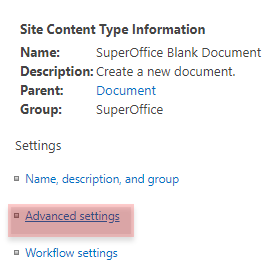 Site Content Type Information
Name: SuperOffice Blank Document
Description: Create a new document.
Parent: Document
Group: SuperOffice
Settings
Name, description, and group
Advanced settings
Workflow settings